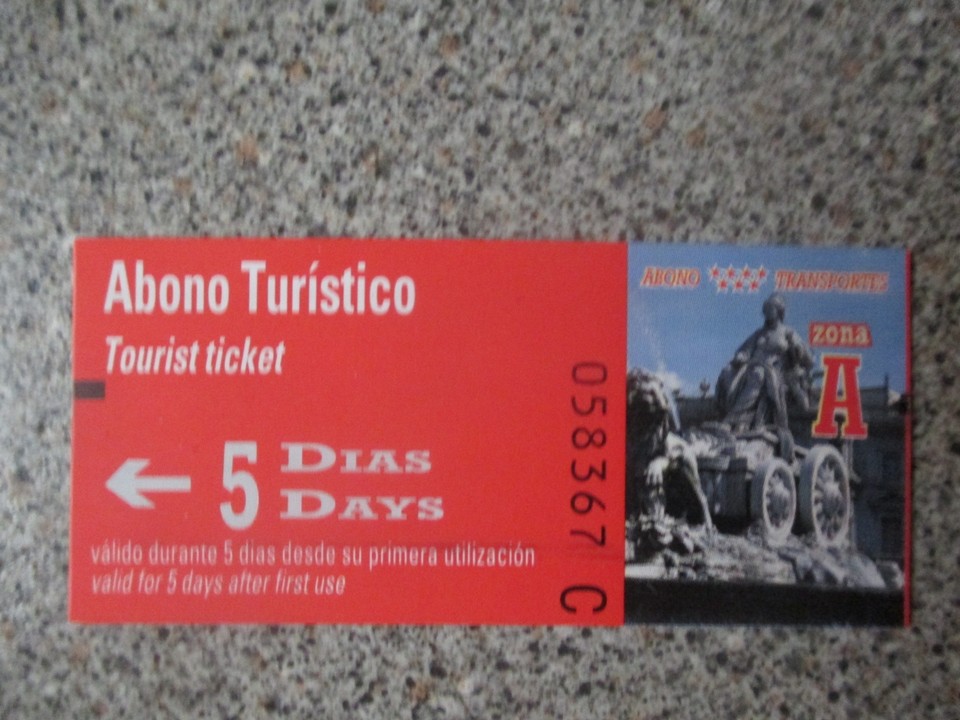 Abono Turístico
Tourist ticket
5 DIAS
DAYS
válido durante 5 dias desde su primera utilización
valid for 5 days after first use
058367 C
ABONO TRANSPORTES
zona
A